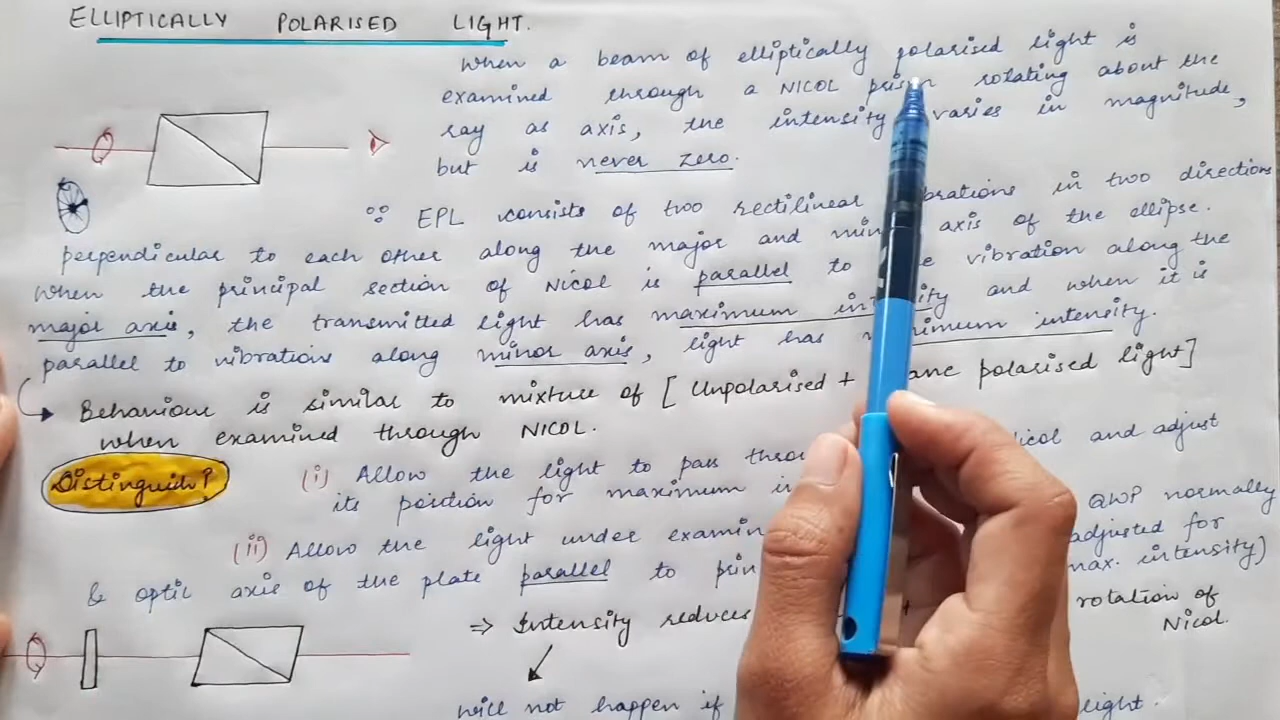 ELLIPTICALLY POLARISED LIGHT.
When a beam of elliptically polarised light is
examined through a NICOL prism rotating about the
ray as axis, the intensity varies in magnitude,
but is never zero.
∵ EPL consists of two rectilinear vibrations in two directions
perpendicular to each other along the major and minor axis of the ellipse.
When the principal section of Nicol is parallel to vibration along the
major axis, the transmitted light has maximum intensity and when it is
parallel to vibrations along minor axis, light has minimum intensity.
Behaviour is similar to mixture of [Unpolarised + plane polarised light]
when examined through NICOL.
Distinguish?
(i) Allow the light to pass through Nicol and adjust
its position for maximum
(ii) Allow the light under QWP normally
& optic axis of the plate parallel to adjusted for
max. intensity)
⇒ Intensity reduces rotation of
Nicol.
will not happen if light.